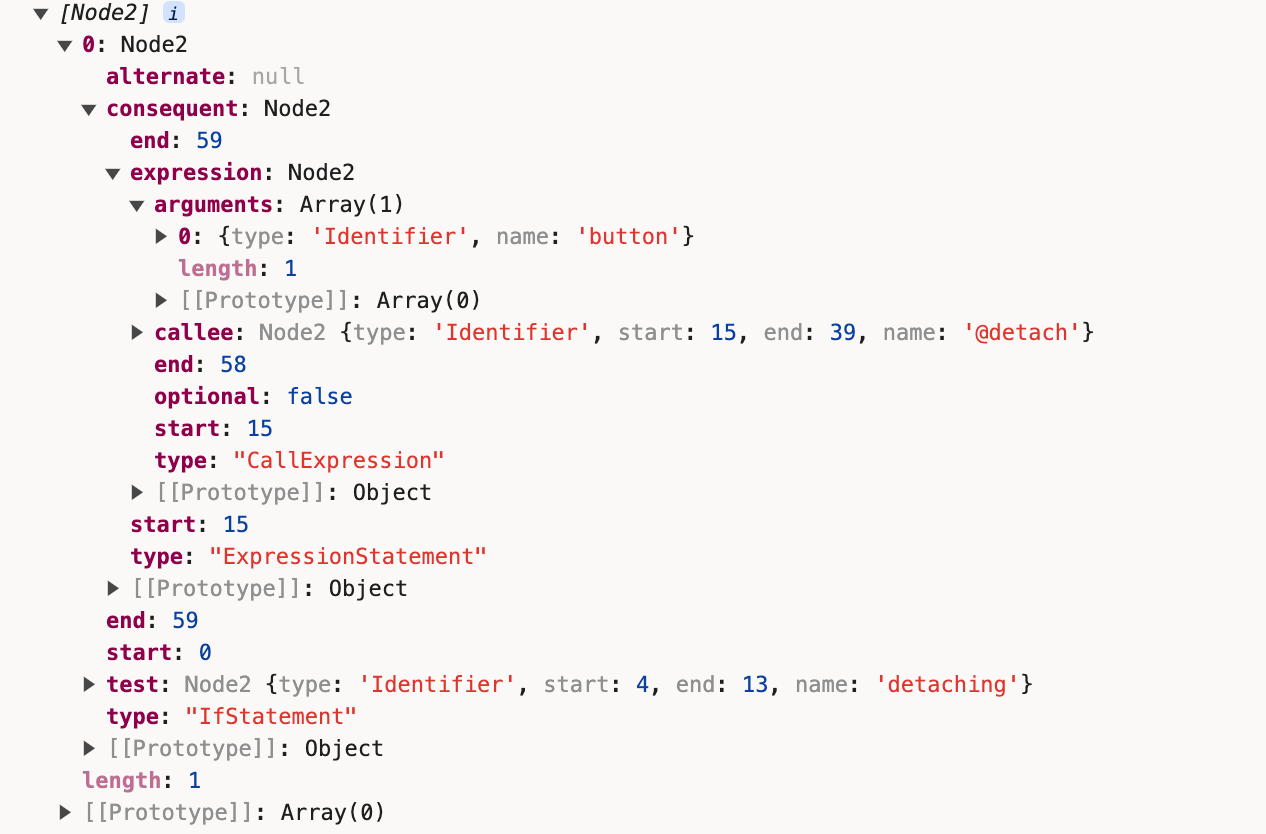 [Node2] i
0: Node2
alternate: null
consequent: Node2
end: 59
expression: Node2
arguments: Array(1)
0: {type: 'Identifier', name: 'button'}
length: 1
[[Prototype]]: Array(0)
callee: Node2 {type: 'Identifier', start: 15, end: 39, name: '@detach'}
end: 58
optional: false
start: 15
type: "CallExpression"
[[Prototype]]: Object
start: 15
type: "ExpressionStatement"
[[Prototype]]: Object
end: 59
start: 0
test: Node2 {type: 'Identifier', start: 4, end: 13, name: 'detaching'}
type: "IfStatement"
[[Prototype]]: Object
length: 1
[[Prototype]]: Array(0)